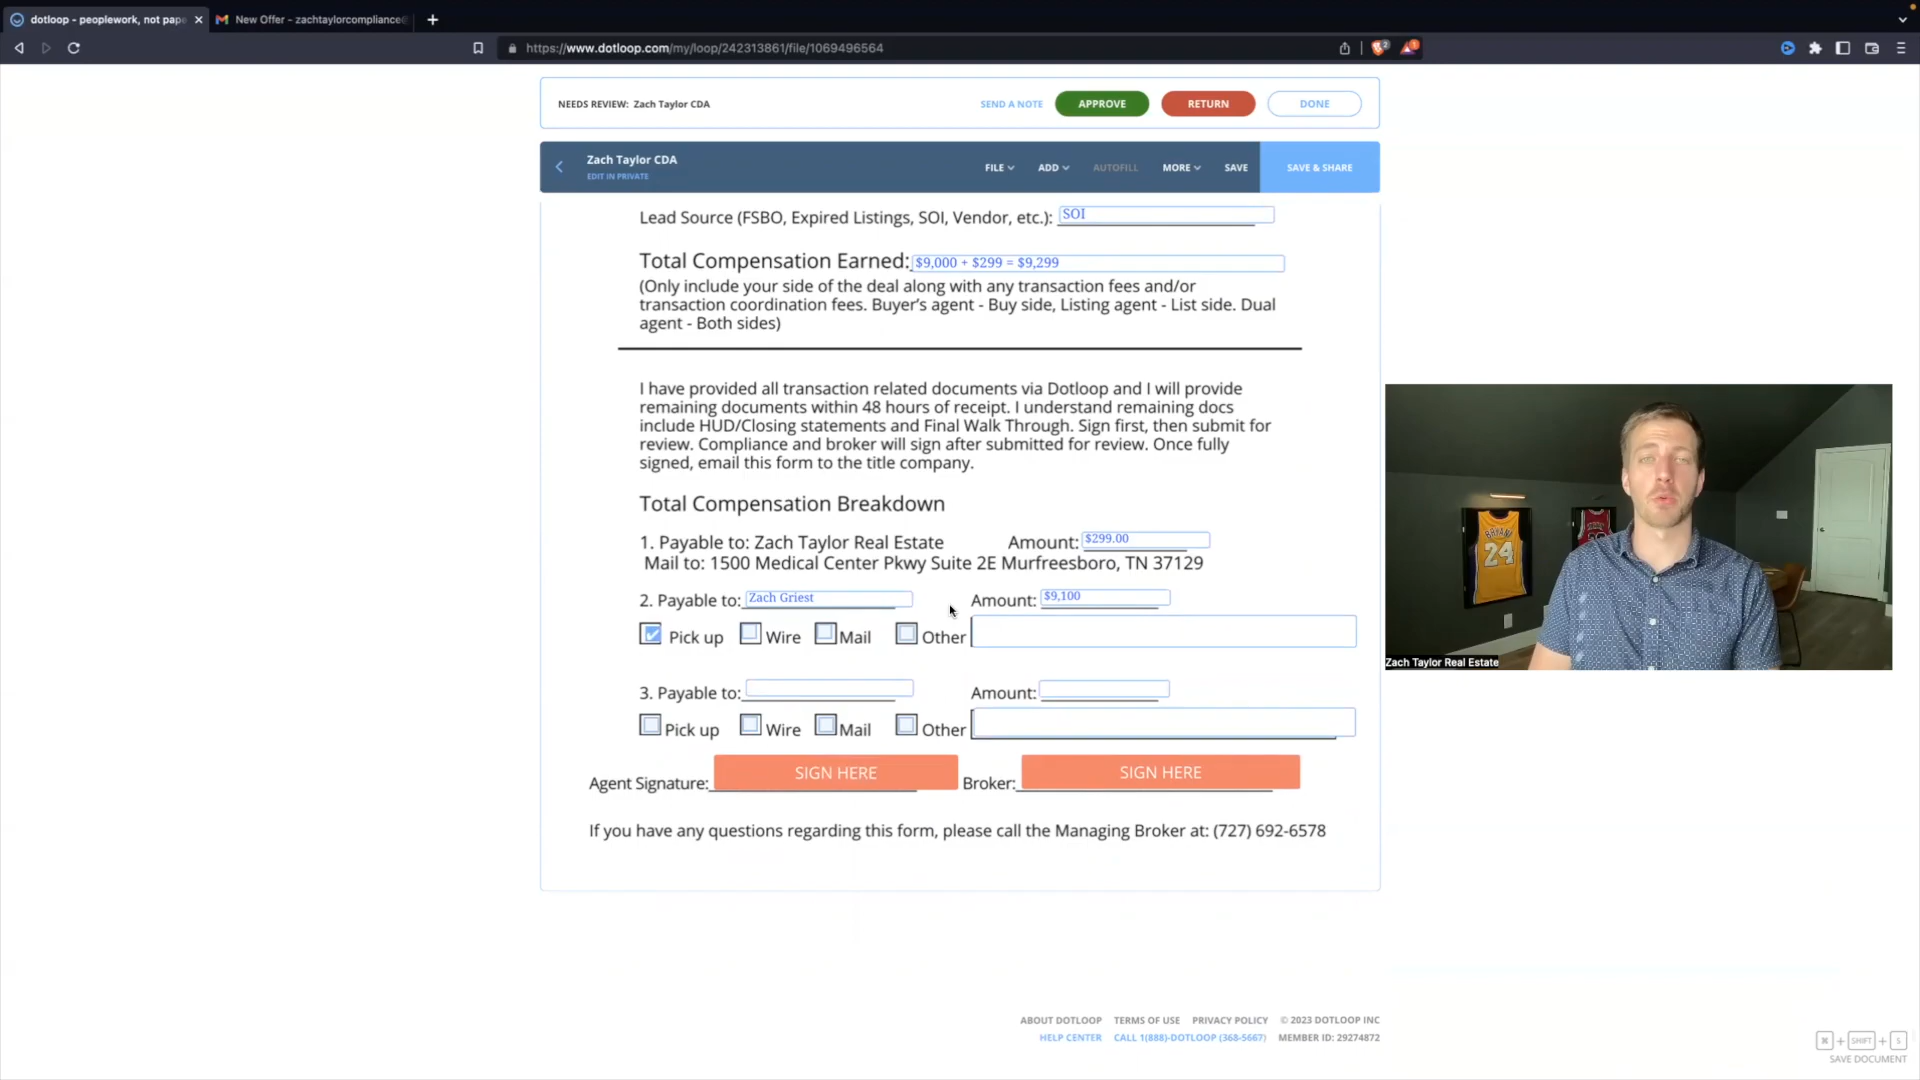 dotloop - peoplework, not pape
New Offer - zachtaylorcompliance@
https://www.dotloop.com/my/loop/242313861/file/1069496564
NEEDS REVIEW: Zach Taylor CDA
SEND A NOTE
APPROVE
RETURN
DONE
Zach Taylor CDA
EDIT IN PRIVATE
FILE
ADD
AUTOFILL
MORE
SAVE
SAVE & SHARE
Lead Source (FSBO, Expired Listings, SOI, Vendor, etc.): SOI
Total Compensation Earned: $9,000 + $299 = $9,299
(Only include your side of the deal along with any transaction fees and/or
transaction coordination fees. Buyer's agent - Buy side, Listing agent - List side. Dual
agent - Both sides)
I have provided all transaction related documents via Dotloop and I will provide
remaining documents within 48 hours of receipt. I understand remaining docs
include HUD/Closing statements and Final Walk Through. Sign first, then submit for
review. Compliance and broker will sign after submitted for review. Once fully
signed, email this form to the title company.
Total Compensation Breakdown
1. Payable to: Zach Taylor Real Estate Amount: $299.00
Mail to: 1500 Medical Center Pkwy Suite 2E Murfreesboro, TN 37129
2. Payable to: Zach Griest Amount: $9,100
Pick up Wire Mail Other
3. Payable to: Amount:
Pick up Wire Mail Other
Agent Signature: SIGN HERE Broker: SIGN HERE
If you have any questions regarding this form, please call the Managing Broker at: (727) 692-6578
BRYANT
24
Zach Taylor Real Estate
ABOUT DOTLOOP TERMS OF USE PRIVACY POLICY © 2023 DOTLOOP INC
HELP CENTER CALL 1(888)-DOTLOOP (368-5667) MEMBER ID: 29274872
⌘ + SHIFT + S
SAVE DOCUMENT